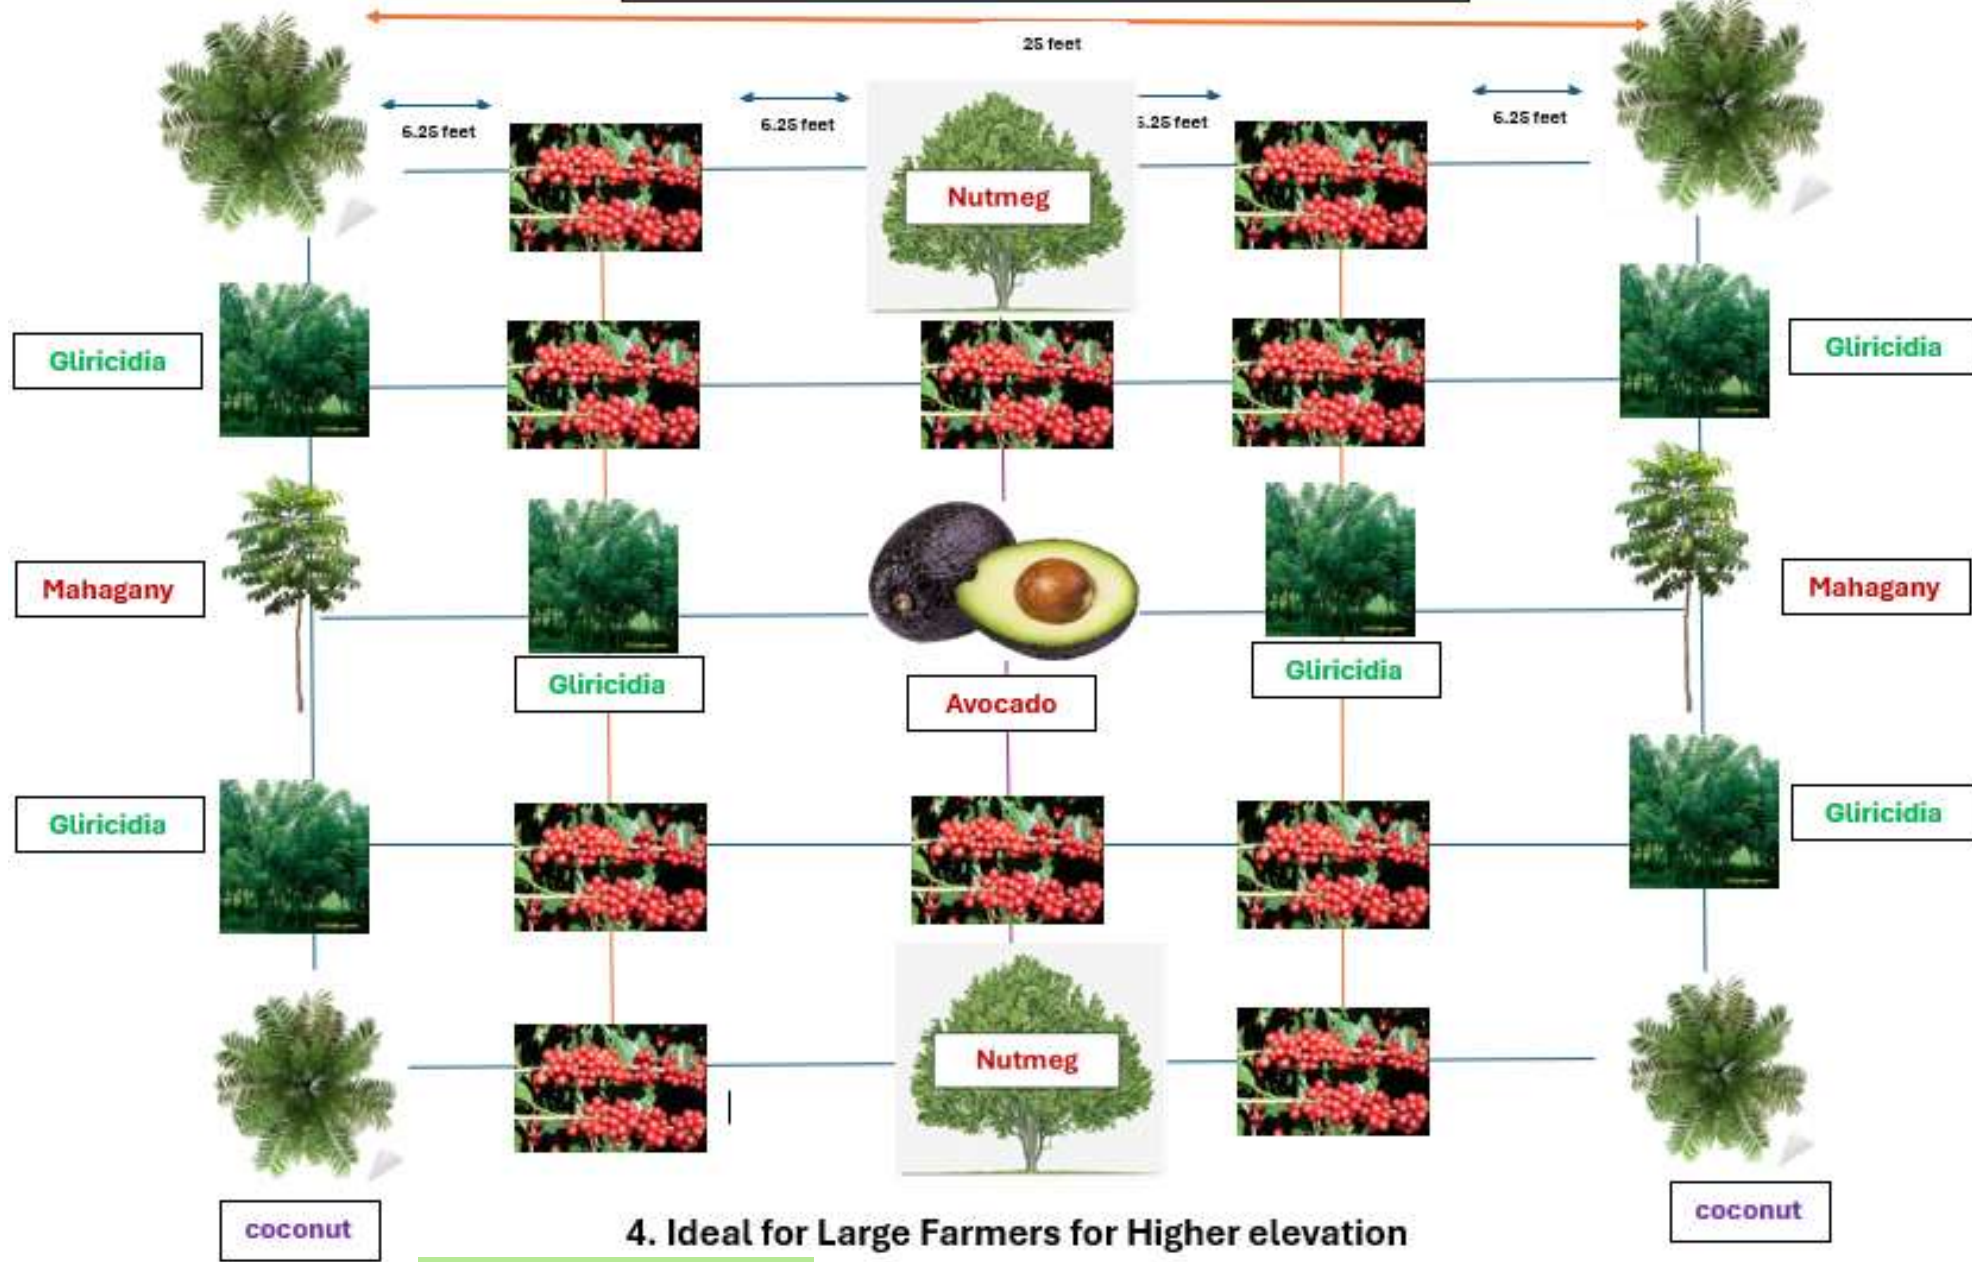 25 feet
6.25 feet
6.25 feet
5.25 feet
6.25 feet
Nutmeg
Gliricidia
Gliricidia
Mahagany
Mahagany
Gliricidia
Gliricidia
Avocado
Gliricidia
Gliricidia
Nutmeg
coconut
coconut
4. Ideal for Large Farmers for Higher elevation